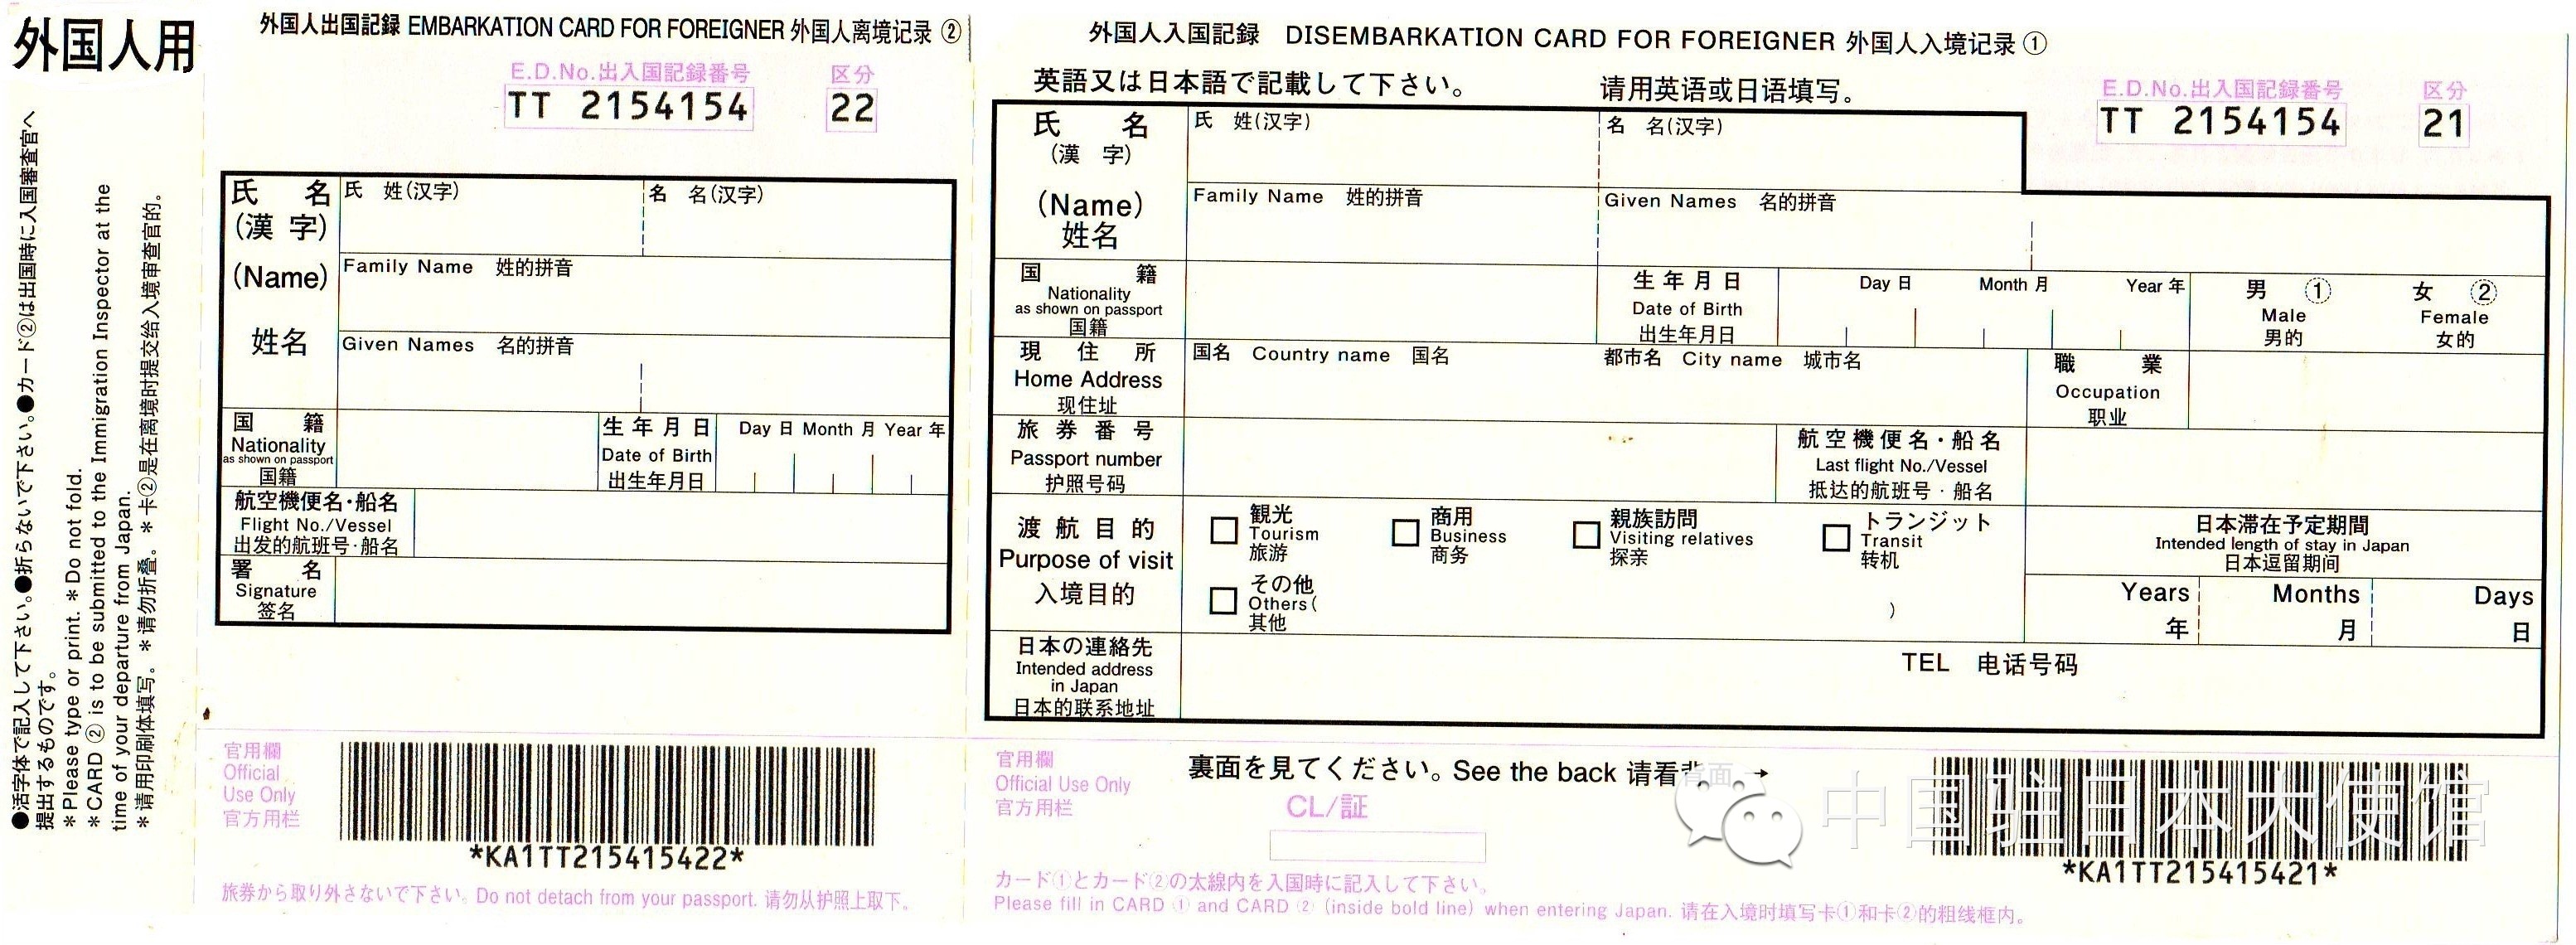 外国人用
●活字体で記入して下さい。●折らないで下さい。●カード②は出国時に入国審査官へ
提出するものです。
＊Please type or print. ＊Do not fold.
＊CARD ② is to be submitted to the Immigration Inspector at the
time of your departure from Japan.
＊请用印刷体填写。＊请勿折叠。＊卡②是在离境时提交给入境审查官的。
外国人出国記録 EMBARKATION CARD FOR FOREIGNER 外国人离境记录 ②
E.D.No.出入国記録番号 区分
TT 2154154 22
氏 名
(漢 字)
(Name)
姓名
氏 姓(汉字)
名 名(汉字)
Family Name 姓的拼音
Given Names 名的拼音
国 籍
Nationality
as shown on passport
国籍
生 年 月 日
Date of Birth
出生年月日
Day 日 Month 月 Year 年
航空機便名・船名
Flight No./Vessel
出发的航班号・船名
署 名
Signature
签名
官用欄
Official
Use Only
官方用栏
*KA1TT215415422*
旅券から取り外さないで下さい。Do not detach from your passport. 请勿从护照上取下。
外国人入国記録 DISEMBARKATION CARD FOR FOREIGNER 外国人入境记录 ①
英語又は日本語で記載して下さい。 请用英语或日语填写。
E.D.No.出入国記録番号 区分
TT 2154154 21
氏 名
(漢 字)
(Name)
姓名
氏 姓(汉字)
名 名(汉字)
Family Name 姓的拼音
Given Names 名的拼音
国 籍
Nationality
as shown on passport
国籍
生 年 月 日
Date of Birth
出生年月日
Day 日 Month 月 Year 年
男 ①
Male
男的
女 ②
Female
女的
現 住 所
Home Address
现住址
国名 Country name 国名
都市名 City name 城市名
職 業
Occupation
职业
旅 券 番 号
Passport number
护照号码
航空機便名・船名
Last flight No./Vessel
抵达的航班号・船名
渡 航 目 的
Purpose of visit
入境目的
観光
Tourism
旅游
商用
Business
商务
親族訪問
Visiting relatives
探亲
トランジット
Transit
转机
その他
Others ( )
其他
日本滞在予定期間
Intended length of stay in Japan
日本逗留期间
Years Months Days
年 月 日
日本の連絡先
Intended address
in Japan
日本的联系地址
TEL 电话号码
官用欄
Official Use Only
官方用栏
裏面を見てください。See the back 请看背面 →
CL/証
中国驻日本大使馆
*KA1TT215415421*
カード①とカード②の太線内を入国時に記入して下さい。
Please fill in CARD ① and CARD ② (inside bold line) when entering Japan. 请在入境时填写卡①和卡②的粗线框内。